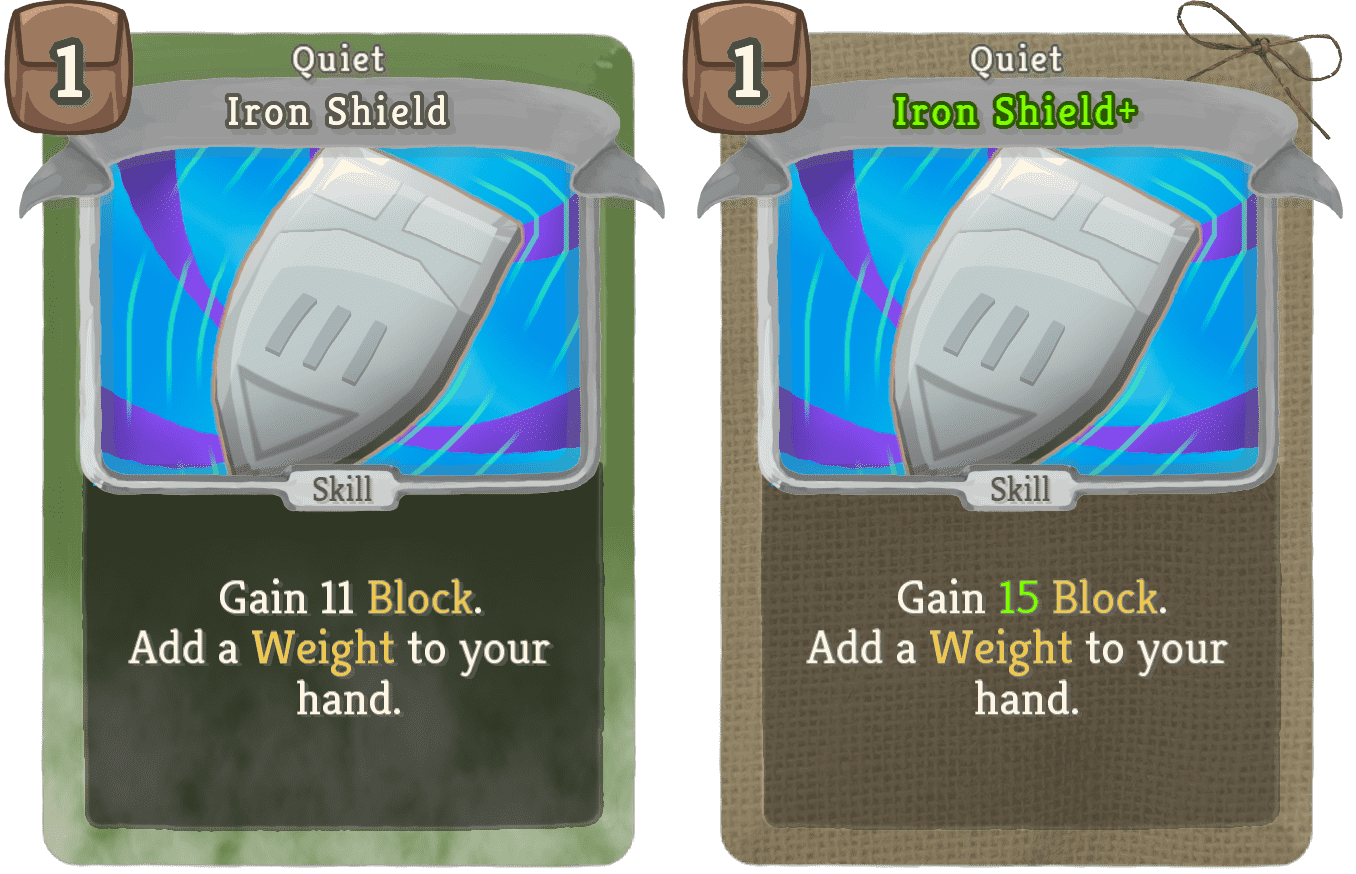 1
Quiet
Iron Shield
Skill
Gain 11 Block.
Add a Weight to your
hand.
1
Quiet
Iron Shield+
Skill
Gain 15 Block.
Add a Weight to your
hand.